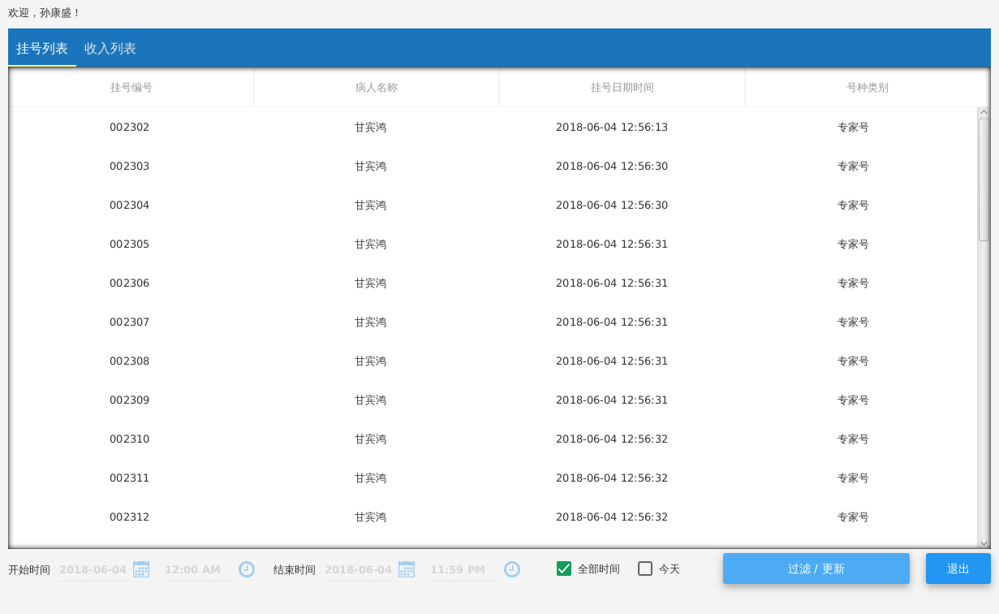 欢迎，孙康盛！
挂号列表 收入列表
挂号编号 病人名称 挂号日期时间 号种类别
002302 甘宾鸿 2018-06-04 12:56:13 专家号
002303 甘宾鸿 2018-06-04 12:56:30 专家号
002304 甘宾鸿 2018-06-04 12:56:30 专家号
002305 甘宾鸿 2018-06-04 12:56:31 专家号
002306 甘宾鸿 2018-06-04 12:56:31 专家号
002307 甘宾鸿 2018-06-04 12:56:31 专家号
002308 甘宾鸿 2018-06-04 12:56:31 专家号
002309 甘宾鸿 2018-06-04 12:56:31 专家号
002310 甘宾鸿 2018-06-04 12:56:32 专家号
002311 甘宾鸿 2018-06-04 12:56:32 专家号
002312 甘宾鸿 2018-06-04 12:56:32 专家号
开始时间 2018-06-04 12:00 AM 结束时间 2018-06-04 11:59 PM 全部时间 今天 过滤 / 更新 退出